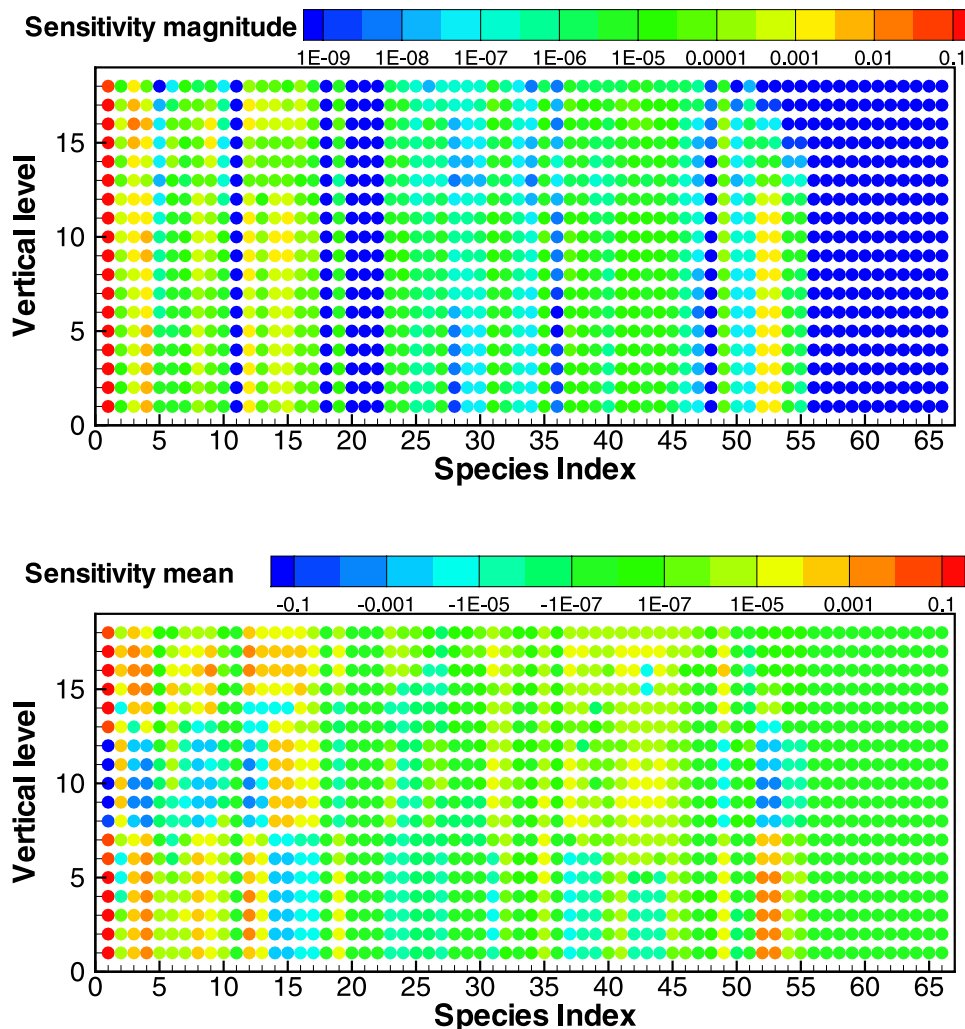 Sensitivity magnitude
1E-09 1E-08 1E-07 1E-06 1E-05 0.0001 0.001 0.01 0.1
Vertical level
15
10
5
0
0 5 10 15 20 25 30 35 40 45 50 55 60 65
Species Index
Sensitivity mean
-0.1 -0.001 -1E-05 -1E-07 1E-07 1E-05 0.001 0.1
Vertical level
15
10
5
0
0 5 10 15 20 25 30 35 40 45 50 55 60 65
Species Index